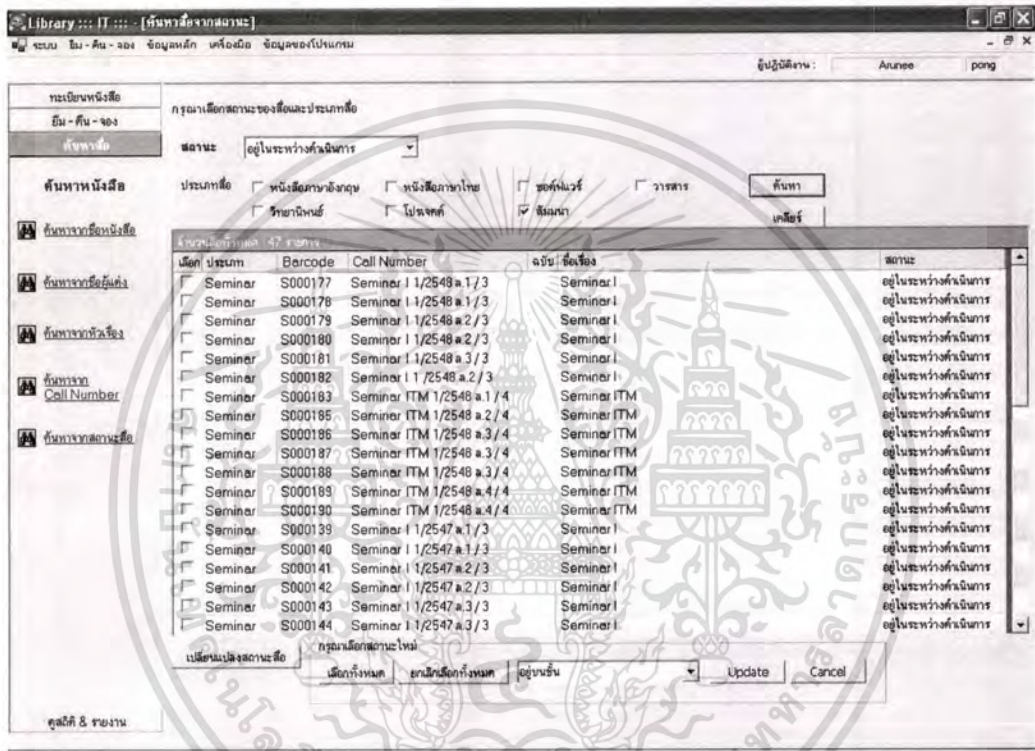 Library ::: IT ::: - [ค้นหาสื่อจากสถานะ]
ระบบ ยืม - คืน - จอง ข้อมูลหลัก เครื่องมือ ข้อมูลของโปรแกรม
ผู้ปฏิบัติงาน : Arunee pong
ทะเบียนหนังสือ
ยืม - คืน - จอง
ค้นหาสื่อ
ค้นหาหนังสือ
ค้นหาจากชื่อหนังสือ
ค้นหาจากชื่อผู้แต่ง
ค้นหาจากหัวเรื่อง
ค้นหาจาก
Call Number
ค้นหาจากสถานะสื่อ
ดูสถิติ & รายงาน
กรุณาเลือกสถานะของสื่อและประเภทสื่อ
สถานะ อยู่ในระหว่างดำเนินการ
ประเภทสื่อ หนังสือภาษาอังกฤษ หนังสือภาษาไทย ซอฟต์แวร์ วารสาร ค้นหา
วิทยานิพนธ์ โปรเจคต์ สัมมนา เคลียร์
จำนวนสื่อทั้งหมด 47 รายการ
เลือก ประเภท Barcode Call Number ฉบับ ชื่อเรื่อง สถานะ
Seminar S000177 Seminar I 1/2548 ล.1 / 3 Seminar I อยู่ในระหว่างดำเนินการ
Seminar S000178 Seminar I 1/2548 ล.1 / 3 Seminar I อยู่ในระหว่างดำเนินการ
Seminar S000179 Seminar I 1/2548 ล.2 / 3 Seminar I อยู่ในระหว่างดำเนินการ
Seminar S000180 Seminar I 1/2548 ล.2 / 3 Seminar I อยู่ในระหว่างดำเนินการ
Seminar S000181 Seminar I 1/2548 ล.3 / 3 Seminar I อยู่ในระหว่างดำเนินการ
Seminar S000182 Seminar I 1 /2548 ล.2 / 3 Seminar I อยู่ในระหว่างดำเนินการ
Seminar S000183 Seminar ITM 1/2548 ล.1 / 4 Seminar ITM อยู่ในระหว่างดำเนินการ
Seminar S000185 Seminar ITM 1/2548 ล.2 / 4 Seminar ITM อยู่ในระหว่างดำเนินการ
Seminar S000186 Seminar ITM 1/2548 ล.3 / 4 Seminar ITM อยู่ในระหว่างดำเนินการ
Seminar S000187 Seminar ITM 1/2548 ล.3 / 4 Seminar ITM อยู่ในระหว่างดำเนินการ
Seminar S000188 Seminar ITM 1/2548 ล.3 / 4 Seminar ITM อยู่ในระหว่างดำเนินการ
Seminar S000189 Seminar ITM 1/2548 ล.4 / 4 Seminar ITM อยู่ในระหว่างดำเนินการ
Seminar S000190 Seminar ITM 1/2548 ล.4 / 4 Seminar ITM อยู่ในระหว่างดำเนินการ
Seminar S000139 Seminar I 1/2547 ล.1 / 3 Seminar I อยู่ในระหว่างดำเนินการ
Seminar S000140 Seminar I 1/2547 ล.1 / 3 Seminar I อยู่ในระหว่างดำเนินการ
Seminar S000141 Seminar I 1/2547 ล.2 / 3 Seminar I อยู่ในระหว่างดำเนินการ
Seminar S000142 Seminar I 1/2547 ล.2 / 3 Seminar I อยู่ในระหว่างดำเนินการ
Seminar S000143 Seminar I 1/2547 ล.3 / 3 Seminar I อยู่ในระหว่างดำเนินการ
Seminar S000144 Seminar I 1/2547 ล.3 / 3 Seminar I อยู่ในระหว่างดำเนินการ
เปลี่ยนแปลงสถานะสื่อ กรุณาเลือกสถานะใหม่
เลือกทั้งหมด ยกเลิกเลือกทั้งหมด อยู่บนชั้น Update Cancel